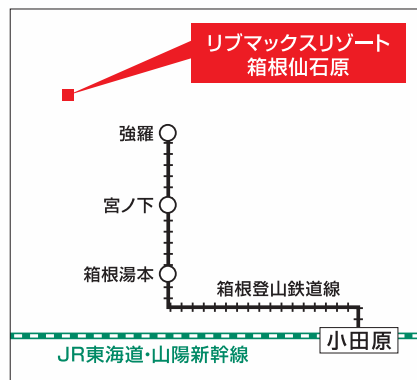 リブマックスリゾート
箱根仙石原
強羅
宮ノ下
箱根湯本
箱根登山鉄道線
小田原
JR東海道・山陽新幹線